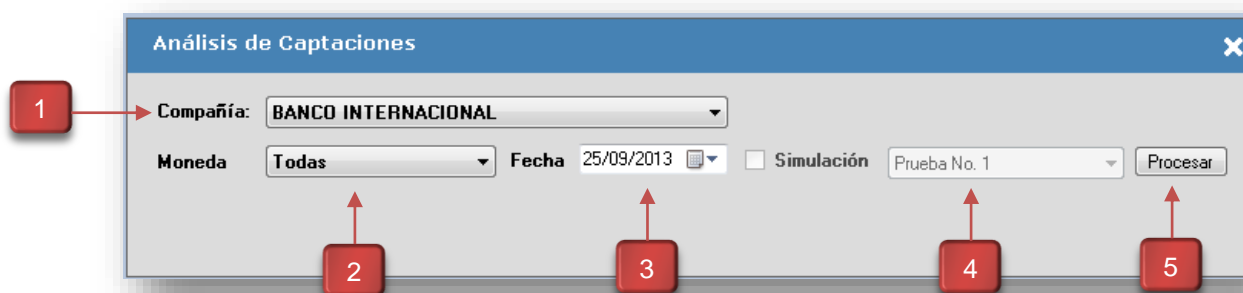 Análisis de Captaciones
1
Compañía: BANCO INTERNACIONAL
Moneda Todas Fecha 25/09/2013 Simulación Prueba No. 1 Procesar
2 3 4 5